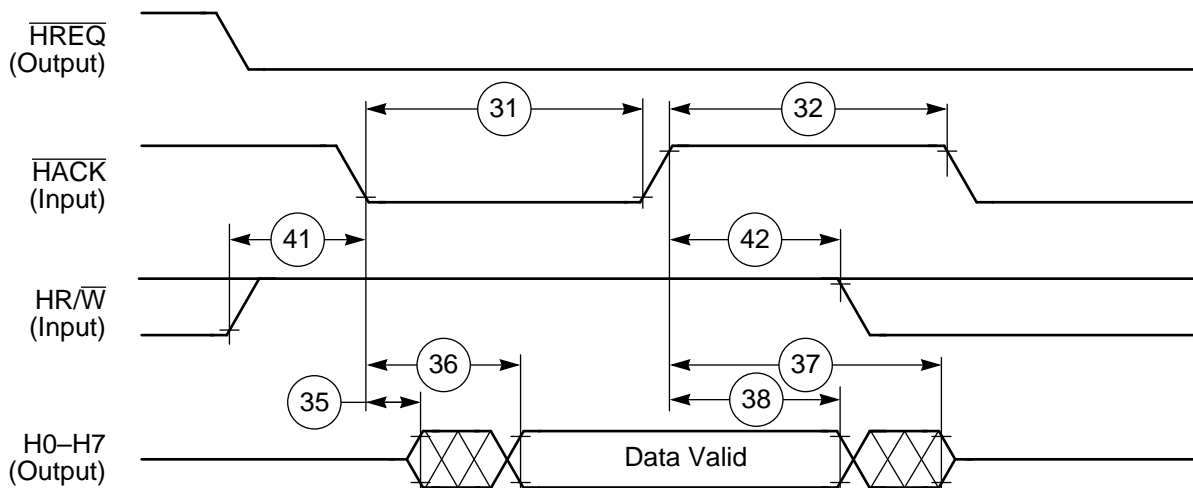 HREQ
(Output)
31
32
HACK
(Input)
41
42
HR/W
(Input)
36
37
35
38
H0–H7
(Output)
Data Valid